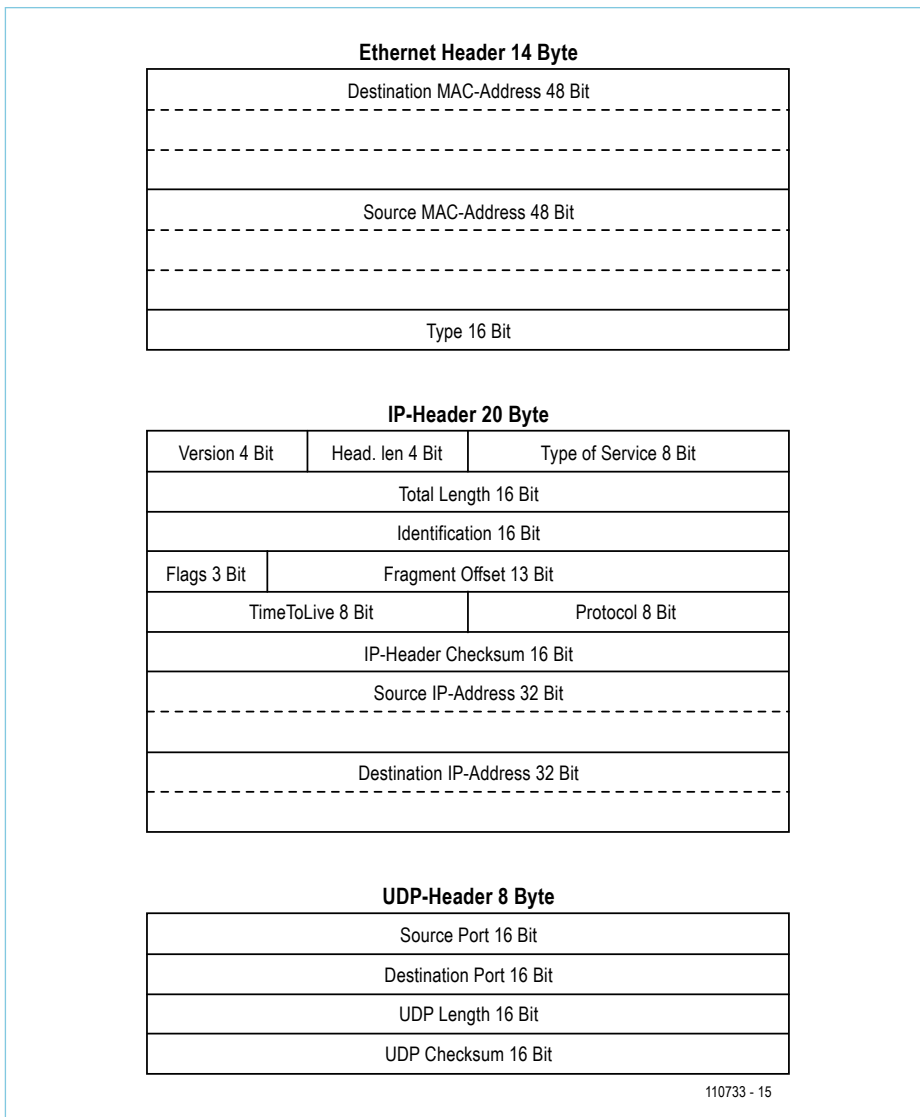 Ethernet Header 14 Byte
Destination MAC-Address 48 Bit
Source MAC-Address 48 Bit
Type 16 Bit
IP-Header 20 Byte
Version 4 Bit
Head. len 4 Bit
Type of Service 8 Bit
Total Length 16 Bit
Identification 16 Bit
Flags 3 Bit
Fragment Offset 13 Bit
TimeToLive 8 Bit
Protocol 8 Bit
IP-Header Checksum 16 Bit
Source IP-Address 32 Bit
Destination IP-Address 32 Bit
UDP-Header 8 Byte
Source Port 16 Bit
Destination Port 16 Bit
UDP Length 16 Bit
UDP Checksum 16 Bit
110733 - 15